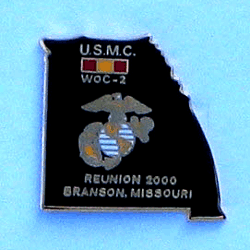 U.S.M.C.
WOC-2
REUNION 2000
BRANSON, MISSOURI